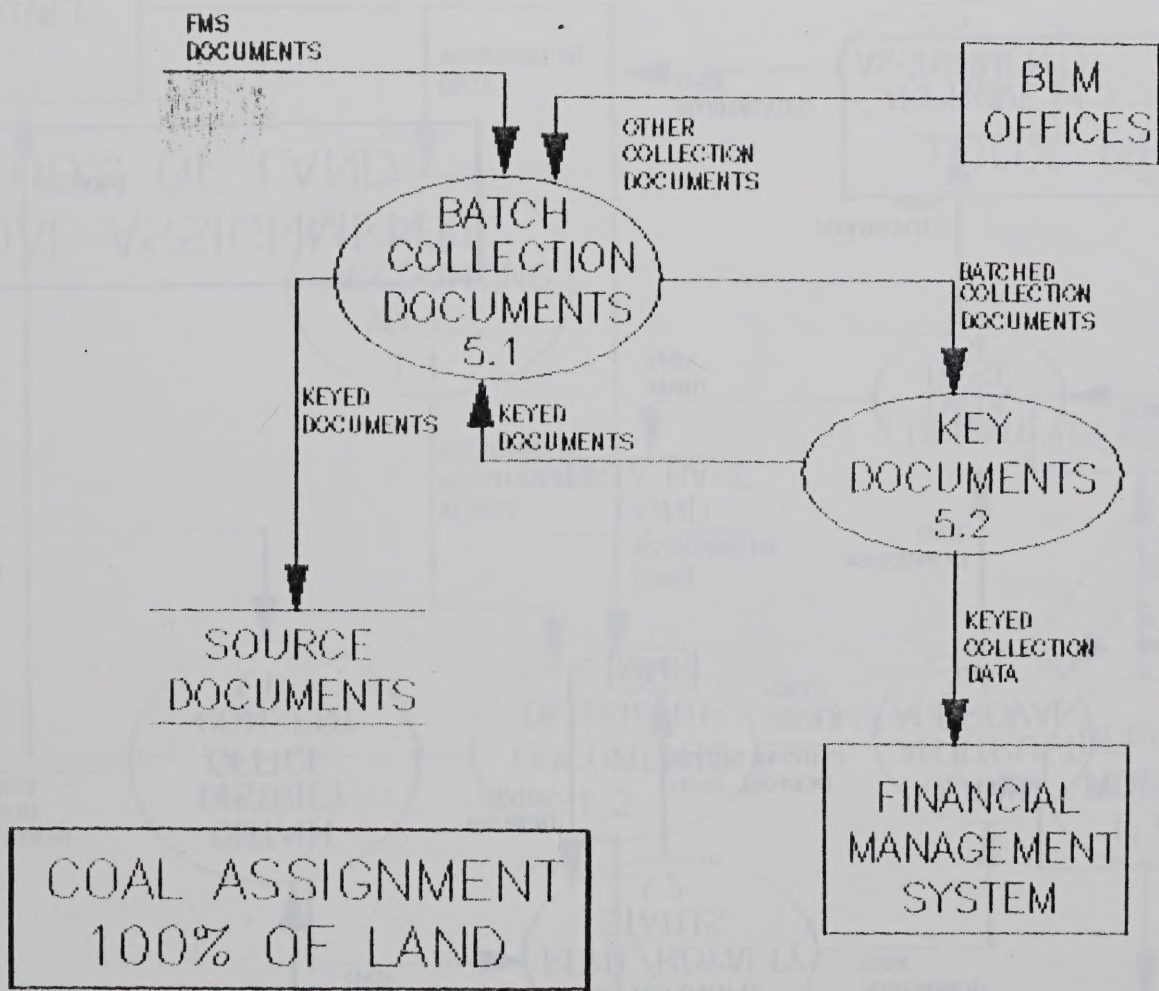 FMS
DOCUMENTS
BLM
OFFICES
OTHER
COLLECTION
DOCUMENTS
BATCH
COLLECTION
DOCUMENTS
5.1
BATCHED
COLLECTION
DOCUMENTS
KEYED
DOCUMENTS
KEYED
DOCUMENTS
KEY
DOCUMENTS
5.2
SOURCE
DOCUMENTS
KEYED
COLLECTION
DATA
FINANCIAL
MANAGEMENT
SYSTEM
COAL ASSIGNMENT
100% OF LAND